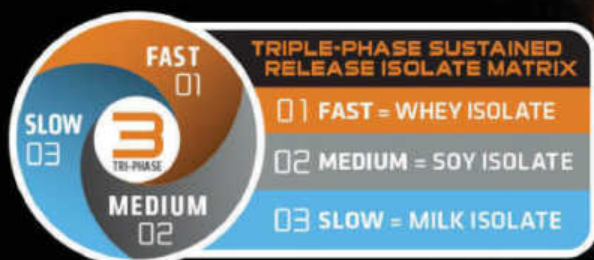 FAST
01
SLOW
03
3
TRI-PHASE
MEDIUM
02
TRIPLE-PHASE SUSTAINED
RELEASE ISOLATE MATRIX
01 FAST = WHEY ISOLATE
02 MEDIUM = SOY ISOLATE
03 SLOW = MILK ISOLATE